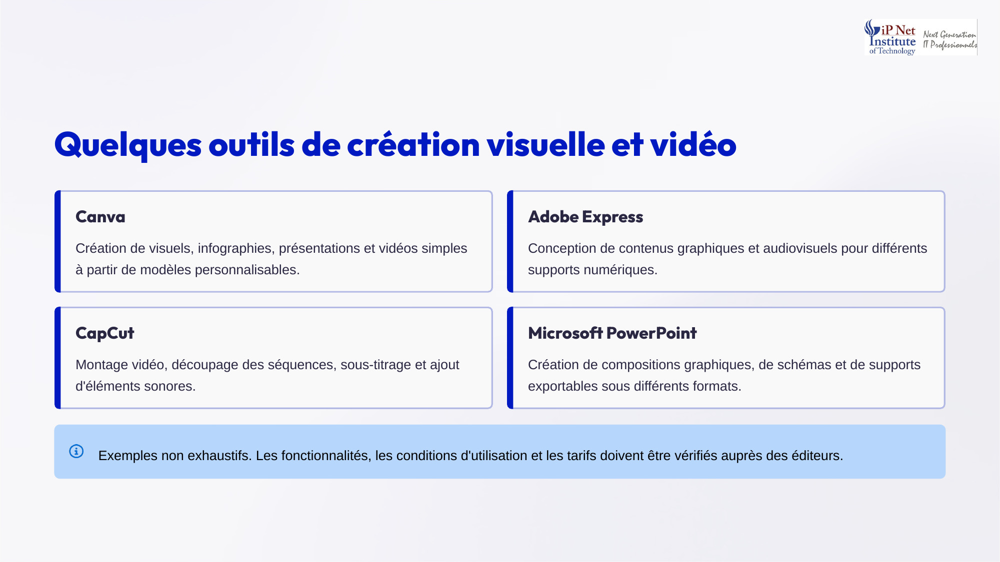 iP Net
Institute
of Technology
Next Generation
IT Professionnels
Quelques outils de création visuelle et vidéo
Canva
Création de visuels, infographies, présentations et vidéos simples
à partir de modèles personnalisables.
Adobe Express
Conception de contenus graphiques et audiovisuels pour différents
supports numériques.
CapCut
Montage vidéo, découpage des séquences, sous-titrage et ajout
d'éléments sonores.
Microsoft PowerPoint
Création de compositions graphiques, de schémas et de supports
exportables sous différents formats.
Exemples non exhaustifs. Les fonctionnalités, les conditions d'utilisation et les tarifs doivent être vérifiés auprès des éditeurs.